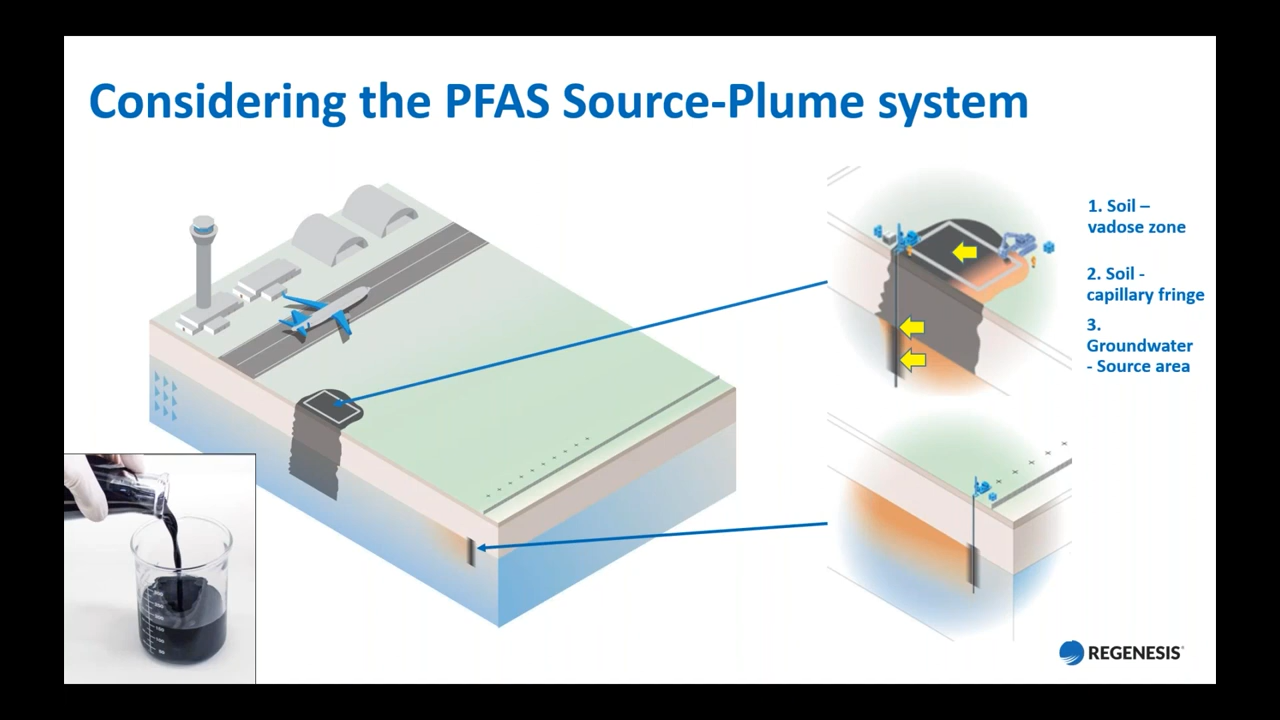 Considering the PFAS Source-Plume system
1. Soil –
vadose zone
2. Soil -
capillary fringe
3.
Groundwater
- Source area
REGENESIS